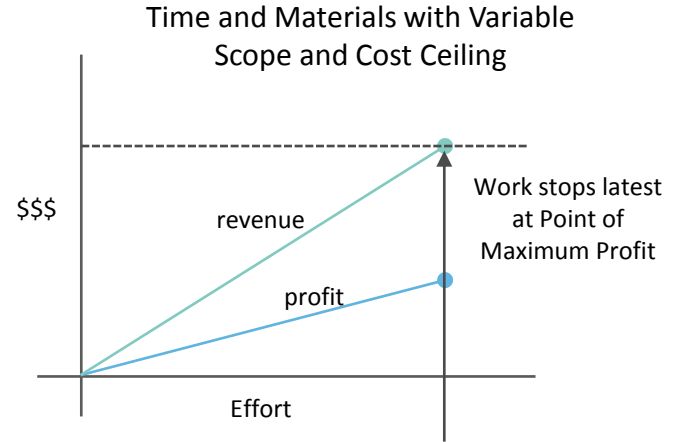 Time and Materials with Variable
Scope and Cost Ceiling
$$$
revenue
profit
Work stops latest
at Point of
Maximum Profit
Effort